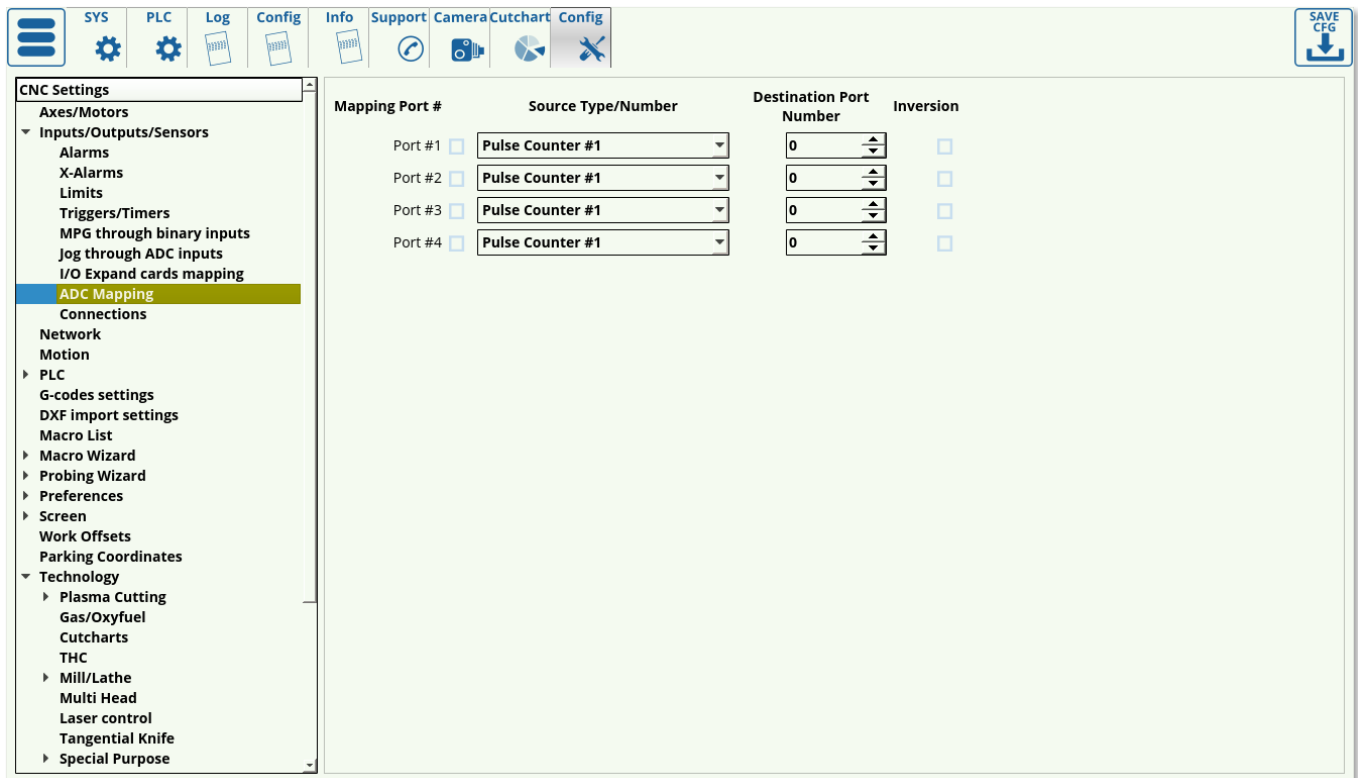 SYS PLC Log Config Info Support Camera Cutchart Config
SAVE
CFG
CNC Settings
Axes/Motors
Inputs/Outputs/Sensors
Alarms
X-Alarms
Limits
Triggers/Timers
MPG through binary inputs
Jog through ADC inputs
I/O Expand cards mapping
ADC Mapping
Connections
Network
Motion
PLC
G-codes settings
DXF import settings
Macro List
Macro Wizard
Probing Wizard
Preferences
Screen
Work Offsets
Parking Coordinates
Technology
Plasma Cutting
Gas/Oxyfuel
Cutcharts
THC
Mill/Lathe
Multi Head
Laser control
Tangential Knife
Special Purpose
Mapping Port # Source Type/Number Destination Port Number Inversion
Port #1 Pulse Counter #1 0
Port #2 Pulse Counter #1 0
Port #3 Pulse Counter #1 0
Port #4 Pulse Counter #1 0